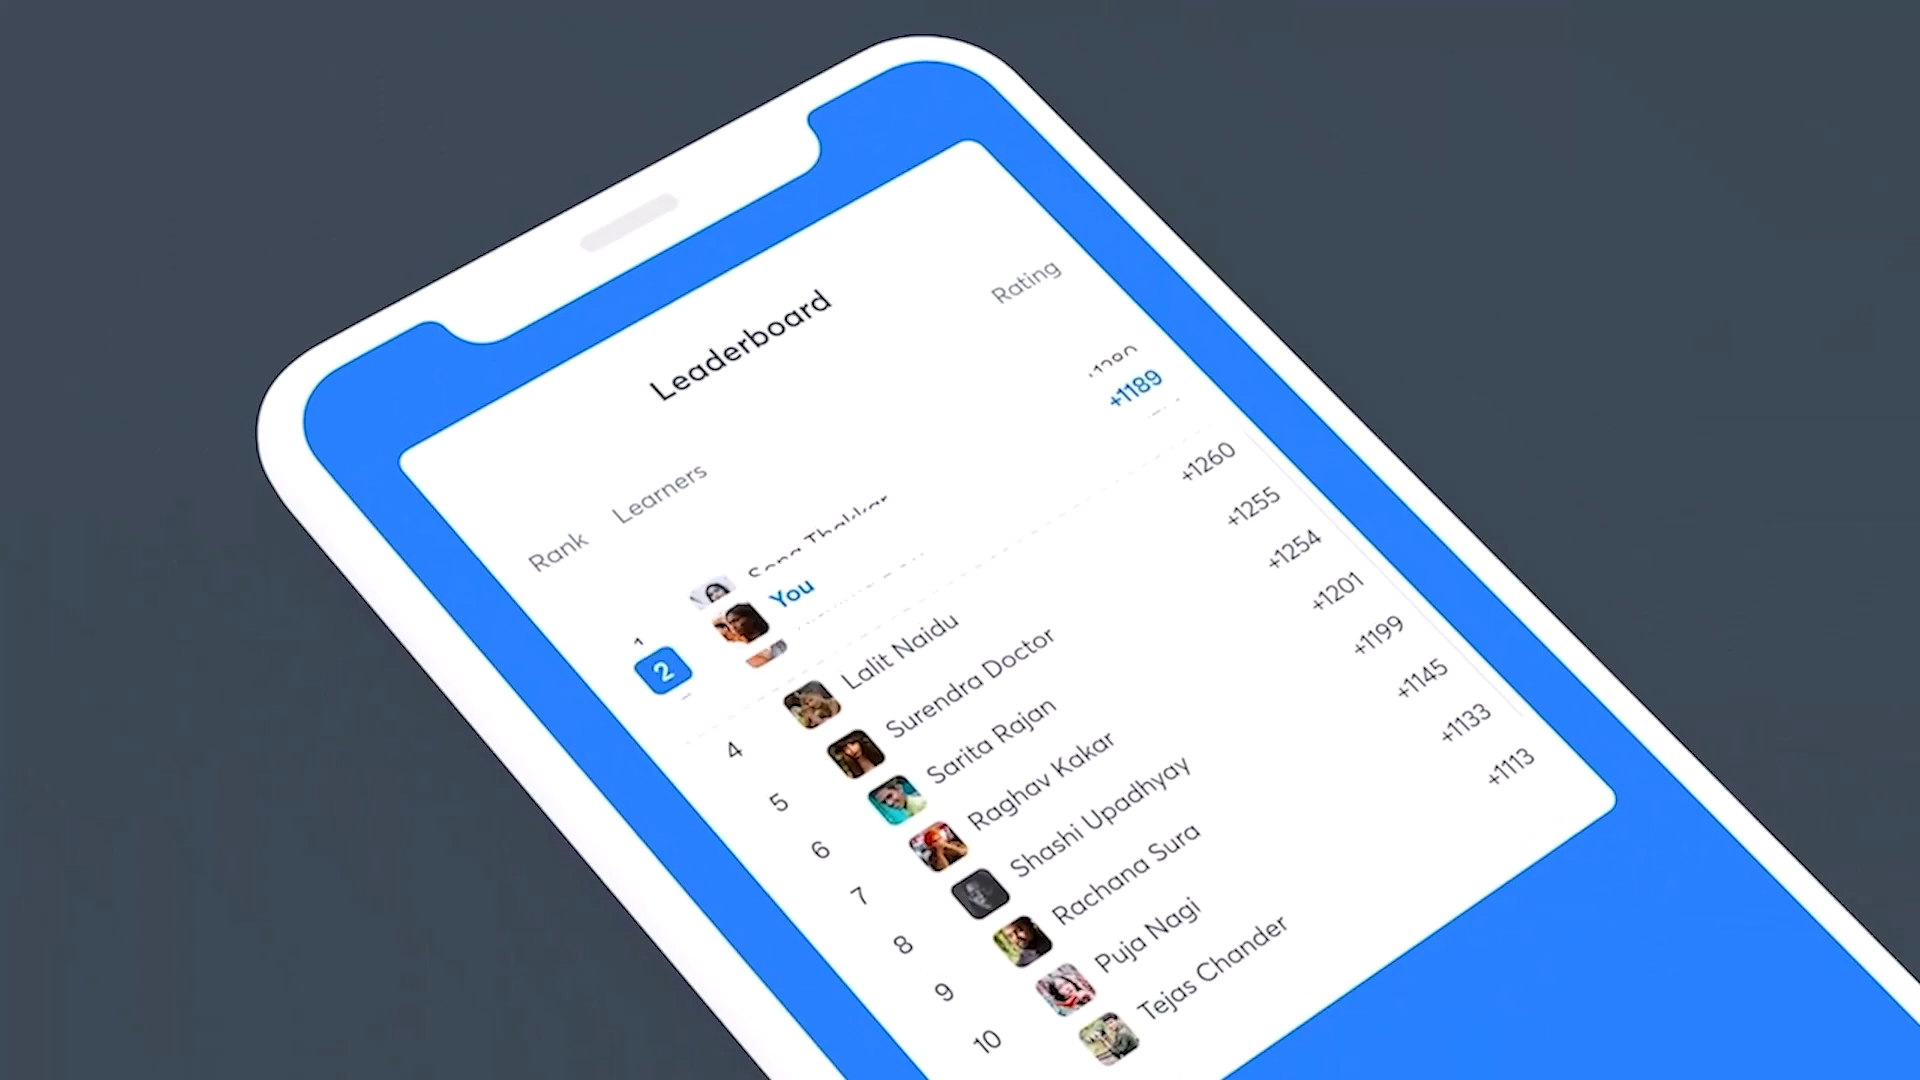 Leaderboard
Rank Learners Rating
1
2 You +1189
4 Lalit Naidu +1260
5 Surendra Doctor +1255
6 Sarita Rajan +1254
7 Raghav Kakar +1201
8 Shashi Upadhyay +1199
9 Rachana Sura +1145
10 Puja Nagi +1133
Tejas Chander +1113